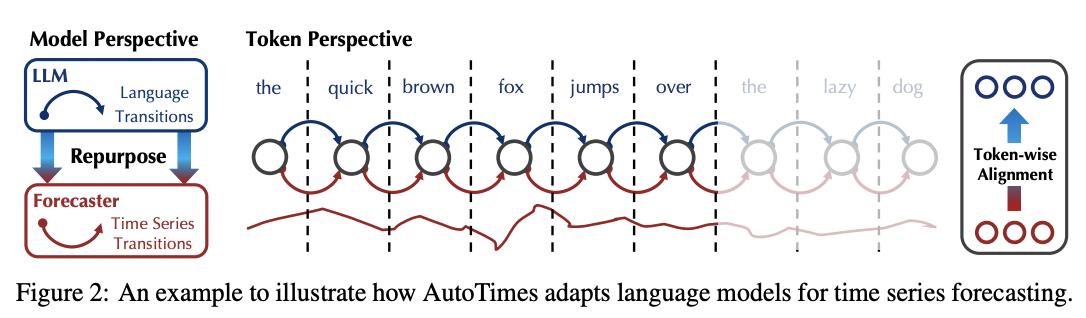 Model Perspective
LLM
Language
Transitions
Repurpose
Forecaster
Time Series
Transitions
Token Perspective
the quick brown fox jumps over the lazy dog
Token-wise
Alignment
Figure 2: An example to illustrate how AutoTimes adapts language models for time series forecasting.